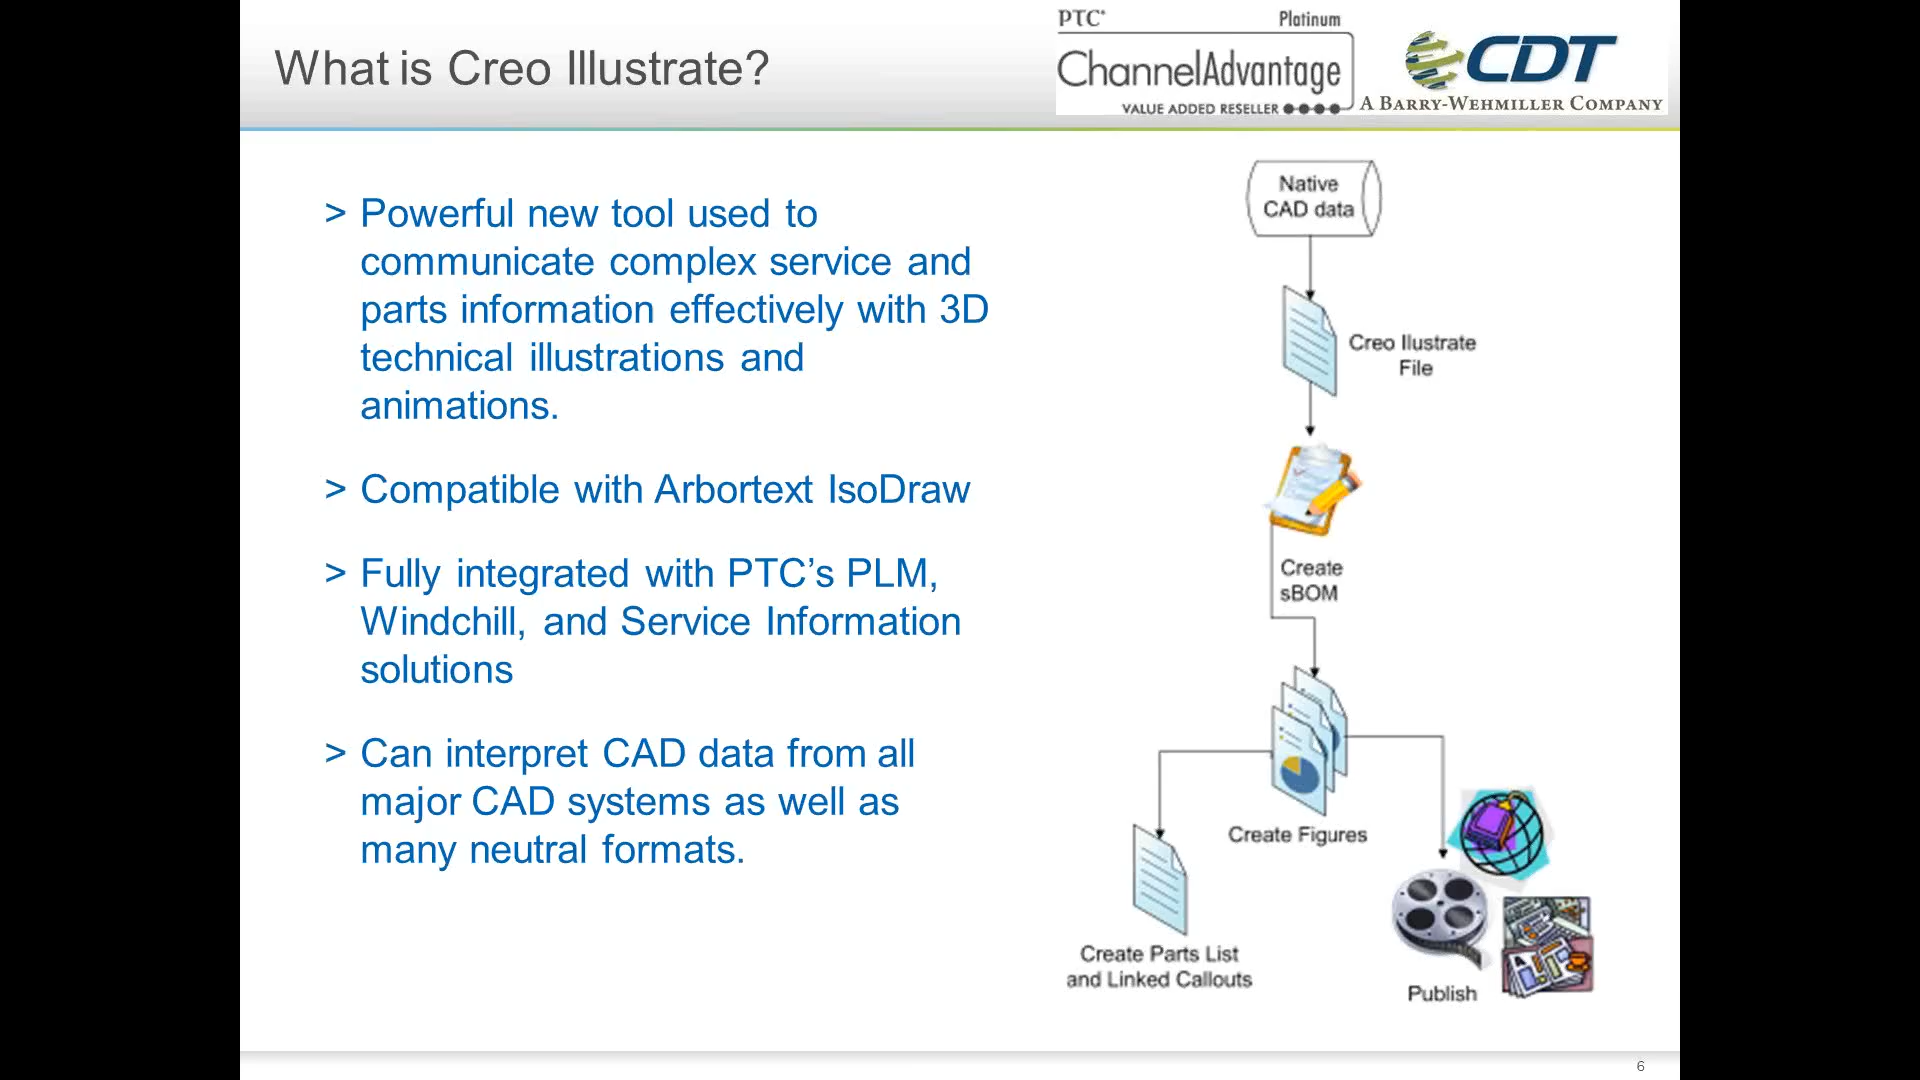 What is Creo Illustrate?
PTC® Platinum
ChannelAdvantage
VALUE ADDED RESELLER
CDT
A BARRY-WEHMILLER COMPANY
> Powerful new tool used to
communicate complex service and
parts information effectively with 3D
technical illustrations and
animations.
> Compatible with Arbortext IsoDraw
> Fully integrated with PTC’s PLM,
Windchill, and Service Information
solutions
> Can interpret CAD data from all
major CAD systems as well as
many neutral formats.
Native
CAD data
Creo Ilustrate
File
Create
sBOM
Create Figures
Create Parts List
and Linked Callouts
Publish
6